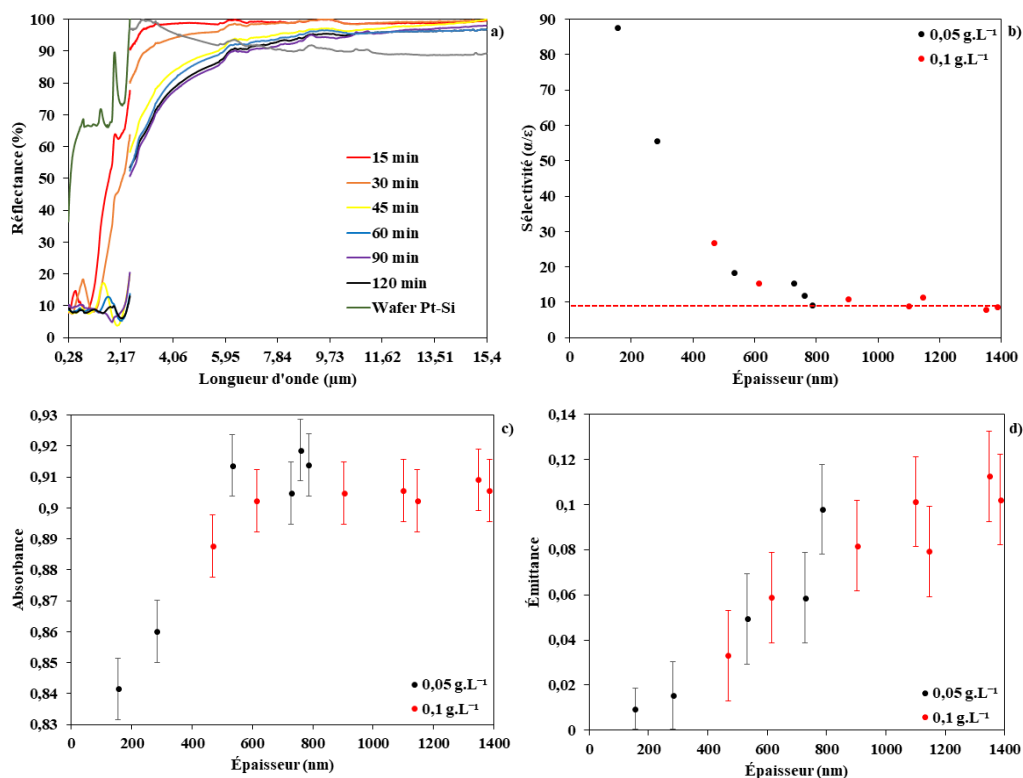 a)
Réflectance (%)
100
90
80
70
60
50
40
30
20
10
0
0,28
2,17
4,06
5,95
7,84
9,73
11,62
13,51
15,4
Longueur d'onde (µm)
15 min
30 min
45 min
60 min
90 min
120 min
Wafer Pt-Si
b)
Sélectivité (α/ε)
90
80
70
60
50
40
30
20
10
0
0
200
400
600
800
1000
1200
1400
Épaisseur (nm)
0,05 g.L⁻¹
0,1 g.L⁻¹
c)
Absorbance
0,93
0,92
0,91
0,9
0,89
0,88
0,87
0,86
0,85
0,84
0,83
0
200
400
600
800
1000
1200
1400
Épaisseur (nm)
0,05 g.L⁻¹
0,1 g.L⁻¹
d)
Émittance
0,14
0,12
0,1
0,08
0,06
0,04
0,02
0
0
200
400
600
800
1000
1200
1400
Épaisseur (nm)
0,05 g.L⁻¹
0,1 g.L⁻¹